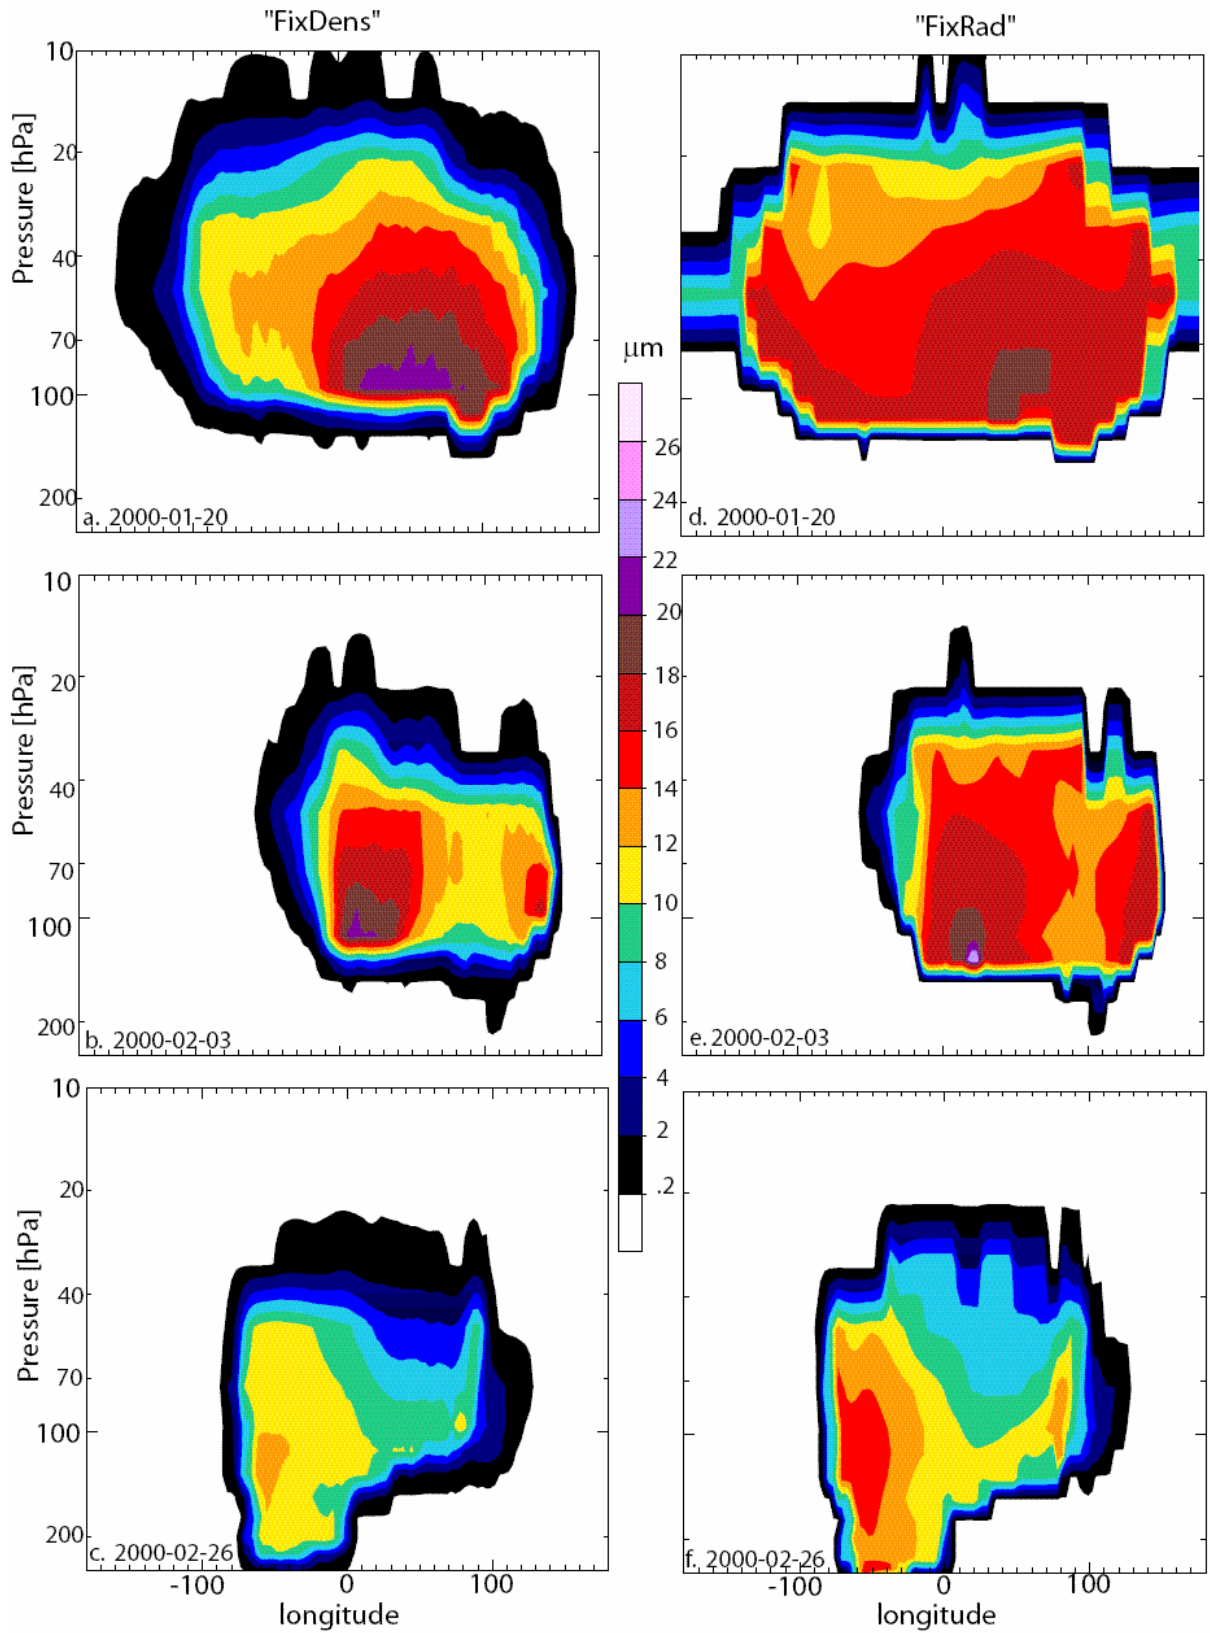 "FixDens"
"FixRad"
10
20
40
70
100
200
Pressure [hPa]
a. 2000-01-20
d. 2000-01-20
μm
26
24
22
20
18
16
14
12
10
8
6
4
2
.2
10
20
40
70
100
200
Pressure [hPa]
b. 2000-02-03
e. 2000-02-03
10
20
40
70
100
200
Pressure [hPa]
c. 2000-02-26
f. 2000-02-26
-100 0 100
-100 0 100
longitude
longitude